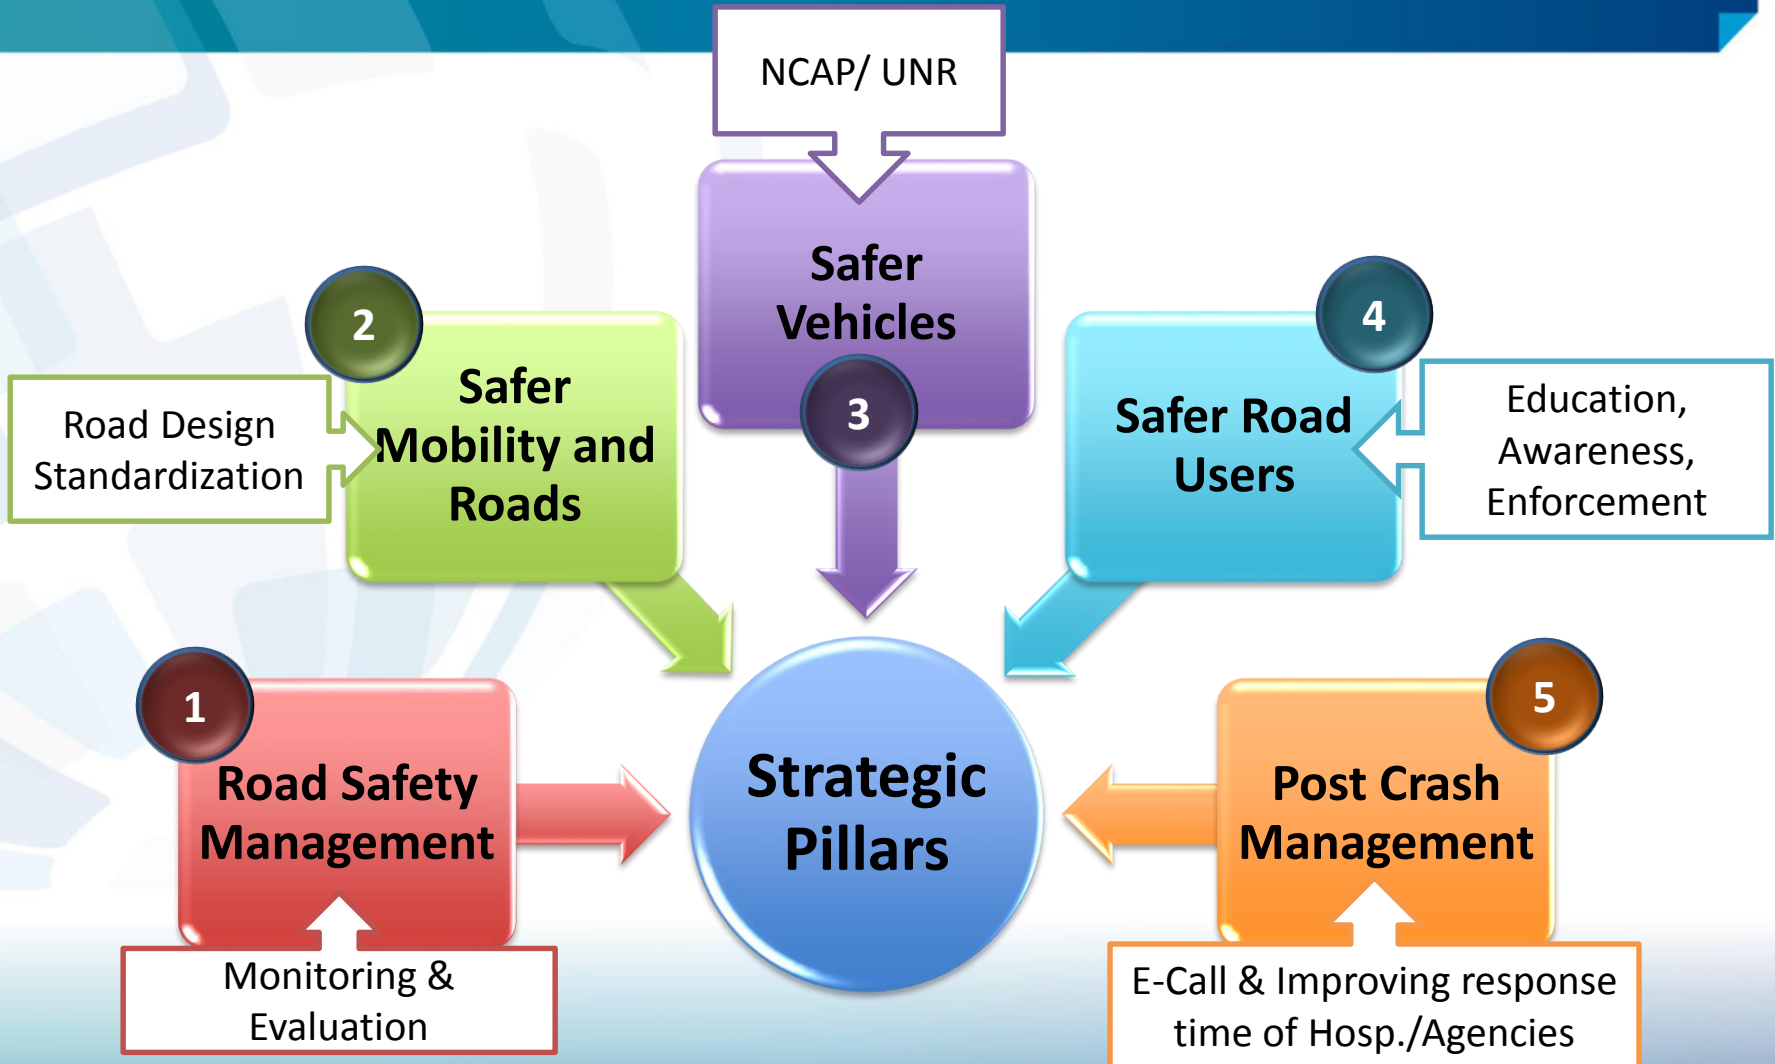 NCAP/ UNR
Safer
Vehicles
3
2
Safer
Mobility and
Roads
Road Design
Standardization
4
Safer Road
Users
Education,
Awareness,
Enforcement
1
Road Safety
Management
Monitoring &
Evaluation
Strategic
Pillars
5
Post Crash
Management
E-Call & Improving response
time of Hosp./Agencies